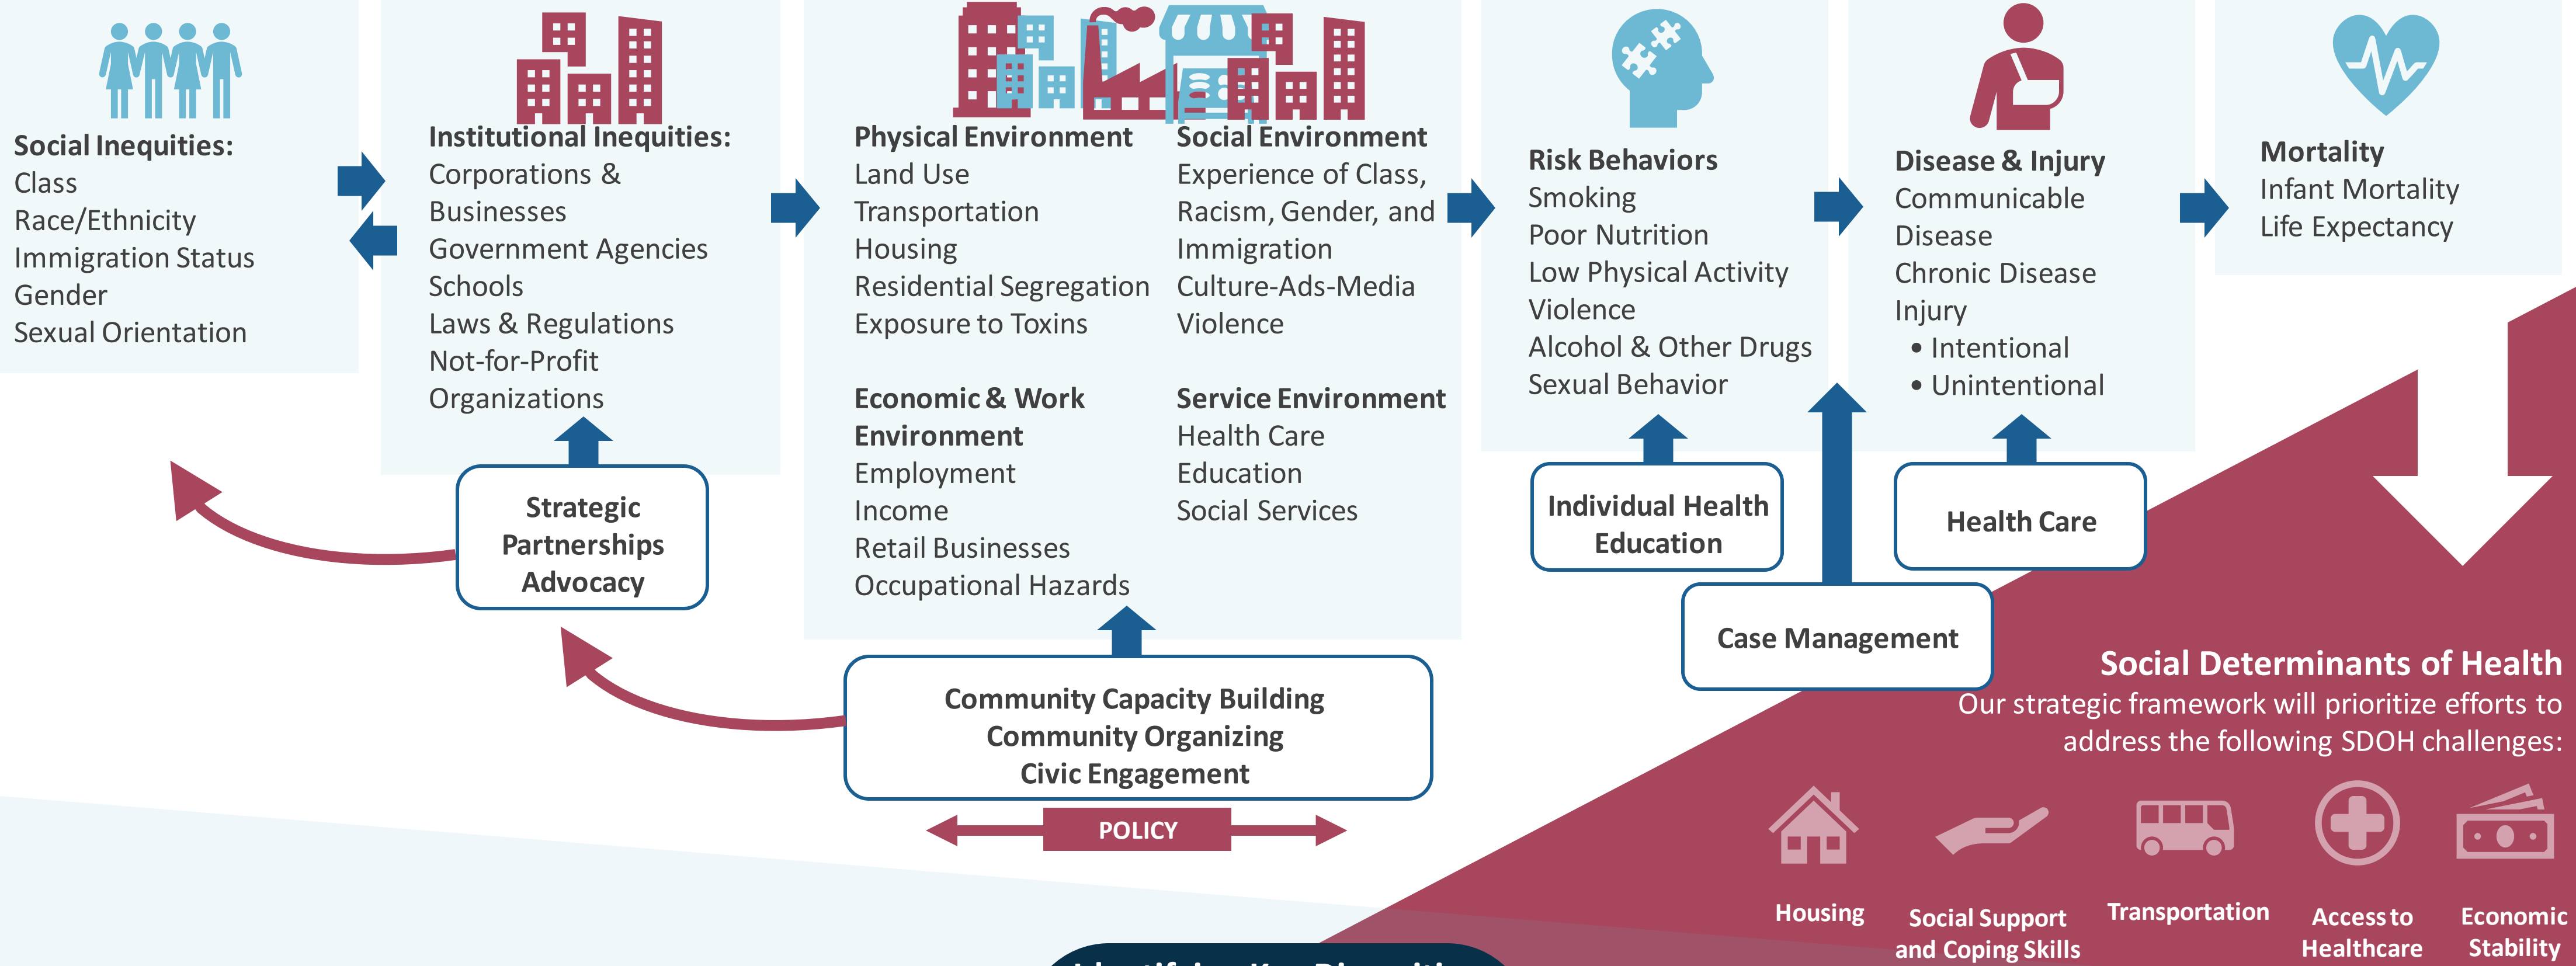 Social Inequities:
Class
Race/Ethnicity
Immigration Status
Gender
Sexual Orientation
Institutional Inequities:
Corporations &
Businesses
Government Agencies
Schools
Laws & Regulations
Not-for-Profit
Organizations
Strategic
Partnerships
Advocacy
Physical Environment
Land Use
Transportation
Housing
Residential Segregation
Exposure to Toxins
Social Environment
Experience of Class,
Racism, Gender, and
Immigration
Culture-Ads-Media
Violence
Economic & Work
Environment
Employment
Income
Retail Businesses
Occupational Hazards
Service Environment
Health Care
Education
Social Services
Community Capacity Building
Community Organizing
Civic Engagement
POLICY
Risk Behaviors
Smoking
Poor Nutrition
Low Physical Activity
Violence
Alcohol & Other Drugs
Sexual Behavior
Individual Health
Education
Case Management
Disease & Injury
Communicable
Disease
Chronic Disease
Injury
• Intentional
• Unintentional
Health Care
Mortality
Infant Mortality
Life Expectancy
Social Determinants of Health
Our strategic framework will prioritize efforts to
address the following SDOH challenges:
Housing
Social Support
and Coping Skills
Transportation
Access to
Healthcare
Economic
Stability